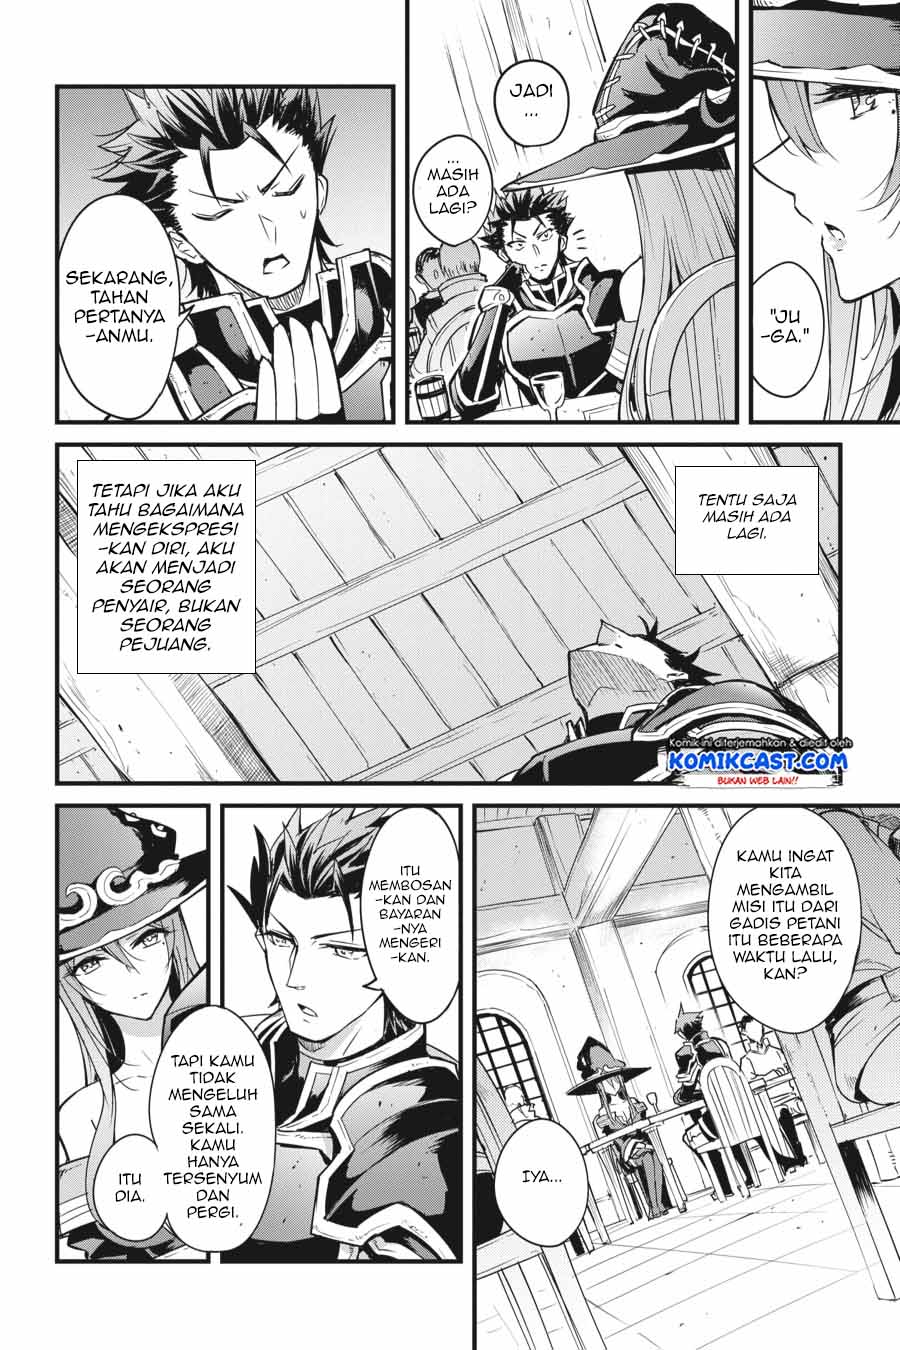 "JU
-GA."
JADI
...
...
MASIH
ADA
LAGI?
SEKARANG,
TAHAN
PERTANYA
-ANMU.
TENTU SAJA
MASIH ADA
LAGI.
TETAPI JIKA AKU
TAHU BAGAIMANA
MENGEKSPRESI
-KAN DIRI, AKU
AKAN MENJADI
SEORANG
PENYAIR, BUKAN
SEORANG
PEJUANG.
Komik ini diterjemahkan & diedit oleh
KOMIKCAST.COM
BUKAN WEB LAIN!!
KAMU INGAT
KITA
MENGAMBIL
MISI ITU DARI
GADIS PETANI
ITU BEBERAPA
WAKTU LALU,
KAN?
IYA...
ITU
MEMBOSAN
-KAN DAN
BAYARAN
-NYA
MENGERI
-KAN.
TAPI KAMU
TIDAK
MENGELUH
SAMA
SEKALI.
KAMU
HANYA
TERSENYUM
DAN
PERGI.
ITU
DIA.